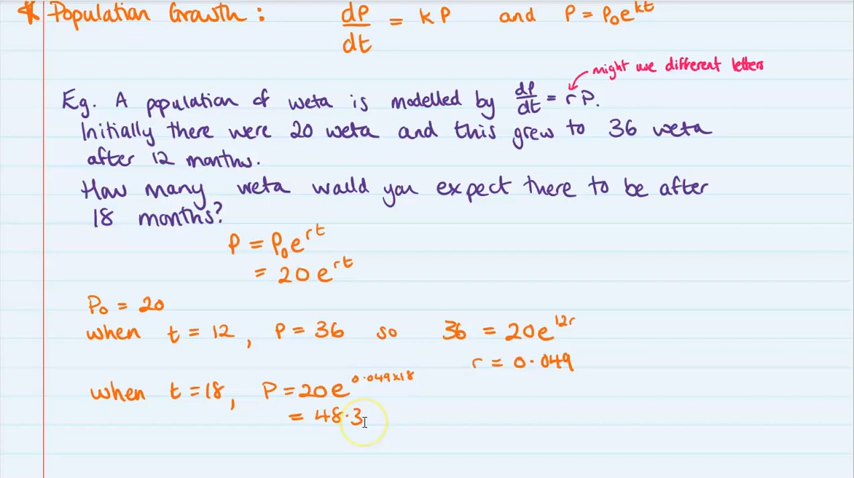 * Population Growth : dP/dt = kP and P = P₀e^kt
might use different letters
Eg. A population of weta is modelled by dP/dt = rP.
Initially there were 20 weta and this grew to 36 weta
after 12 months.
How many weta would you expect there to be after
18 months?
P = P₀e^rt
= 20e^rt
P₀ = 20
when t = 12, P = 36 so 36 = 20e^12r
r = 0.049
when t = 18, P = 20e^0.049×18
= 48.3